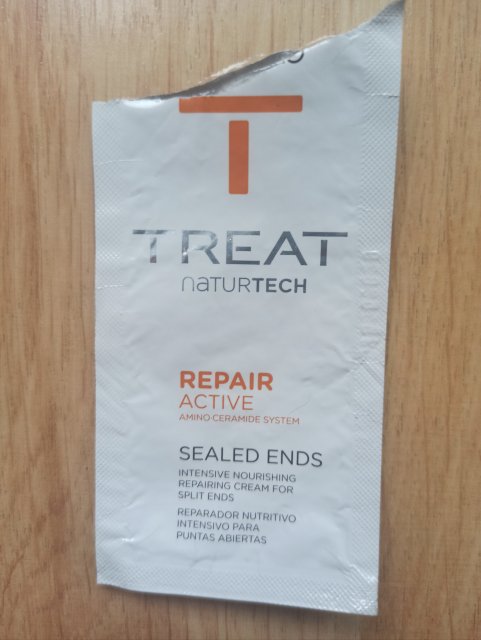 T
TREAT
naTURTECH
REPAIR
ACTIVE
AMINO CERAMIDE SYSTEM
SEALED ENDS
INTENSIVE NOURISHING
REPAIRING CREAM FOR
SPLIT ENDS
REPARADOR NUTRITIVO
INTENSIVO PARA
PUNTAS ABIERTAS